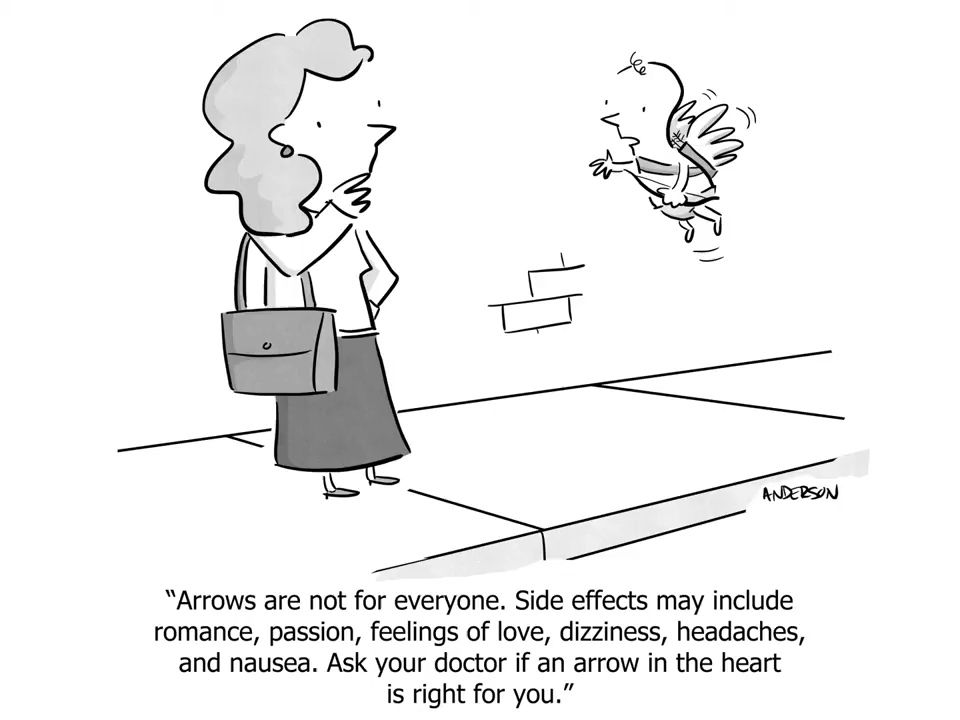 ANDERSON
“Arrows are not for everyone. Side effects may include
romance, passion, feelings of love, dizziness, headaches,
and nausea. Ask your doctor if an arrow in the heart
is right for you.”